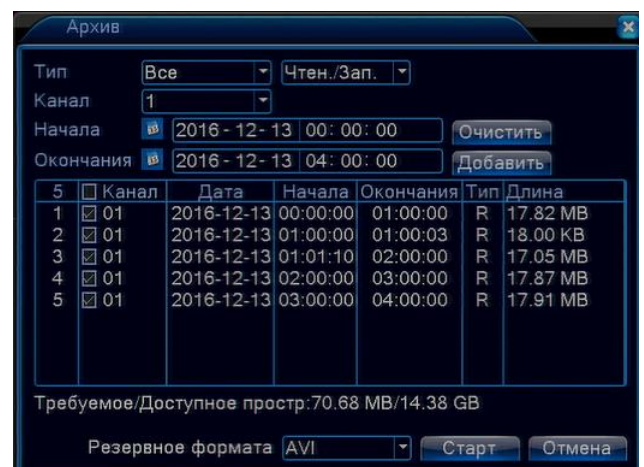 Архив
Тип Все Чтен./Зап.
Канал 1
Начала 2016 - 12 - 13 00: 00: 00 Очистить
Окончания 2016 - 12 - 13 04: 00: 00 Добавить
5 Канал Дата Начала Окончания Тип Длина
1 01 2016-12-13 00:00:00 01:00:00 R 17.82 MB
2 01 2016-12-13 01:00:00 01:00:03 R 18.00 KB
3 01 2016-12-13 01:01:10 02:00:00 R 17.05 MB
4 01 2016-12-13 02:00:00 03:00:00 R 17.87 MB
5 01 2016-12-13 03:00:00 04:00:00 R 17.91 MB
Требуемое/Доступное простр:70.68 MB/14.38 GB
Резервное формата AVI Старт Отмена